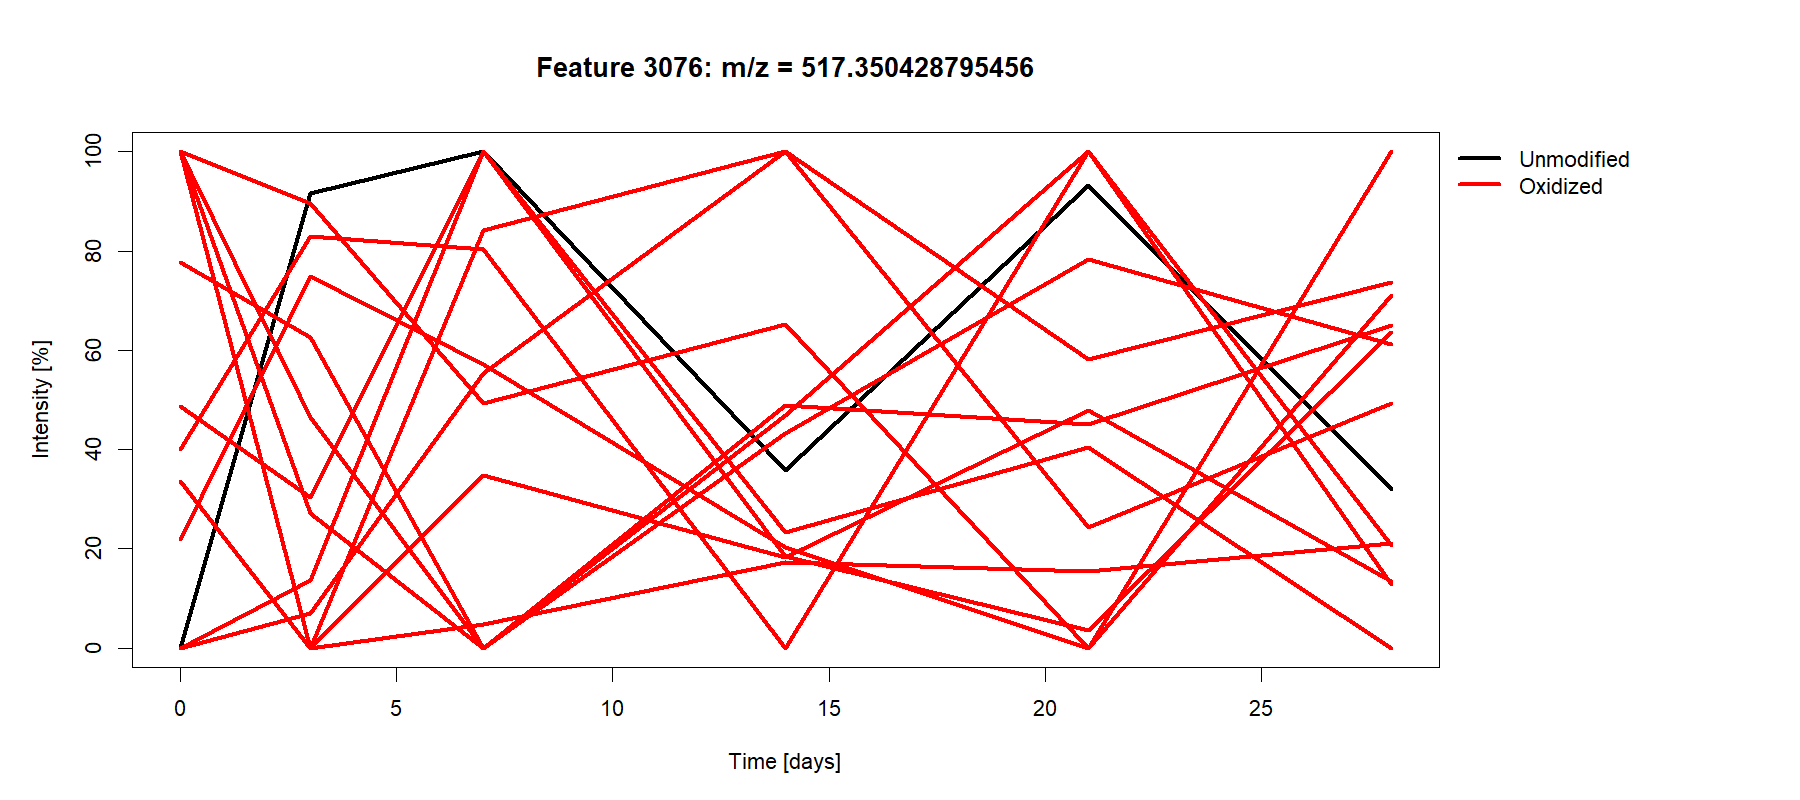 Feature 3076: m/z = 517.350428795456
100
80
60
40
20
0
Intensity [%]
0 5 10 15 20 25
Time [days]
Unmodified
Oxidized